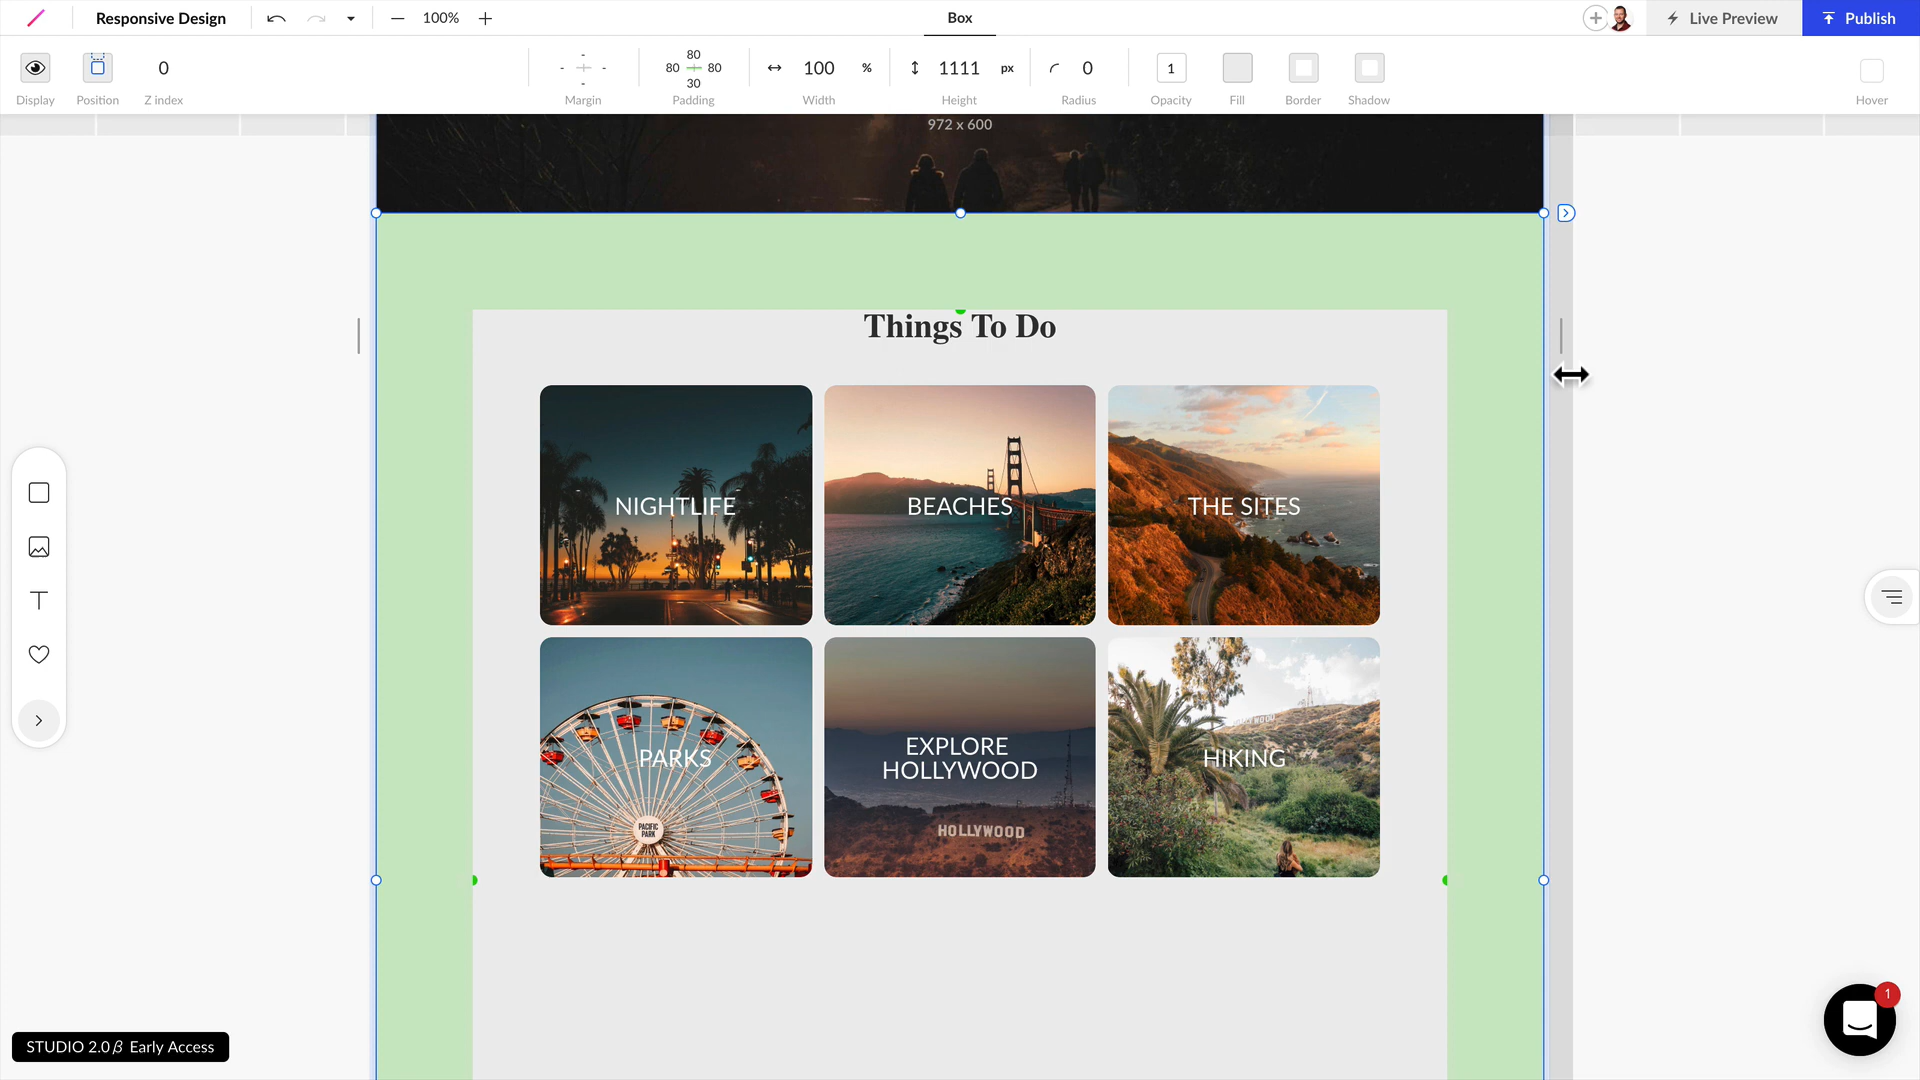 Responsive Design
100%
Box
Live Preview
Publish
Display
Position
0
Z index
-
- -
-
Margin
80
80 80
30
Padding
100 %
Width
1111 px
Height
0
Radius
1
Opacity
Fill
Border
Shadow
Hover
972 x 600
Things To Do
NIGHTLIFE
BEACHES
THE SITES
PARKS
PACIFIC
PARK
EXPLORE
HOLLYWOOD
HOLLYWOOD
HIKING
T
1
STUDIO 2.0 β Early Access